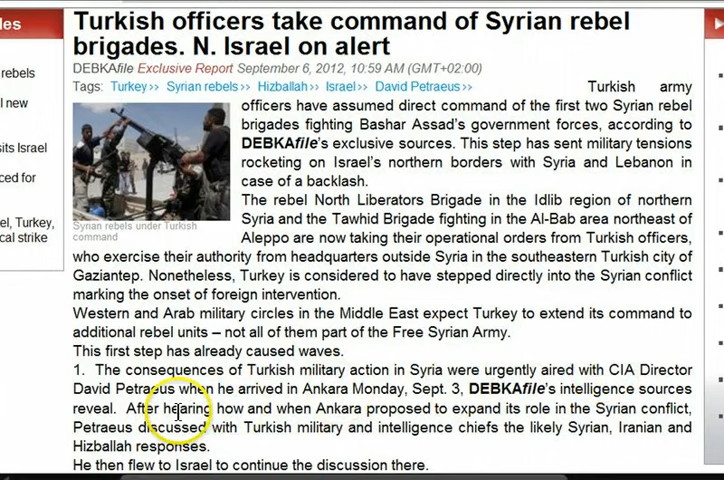 les
rebels
al new
sits Israel
ced for
el, Turkey,
cal strike
Turkish officers take command of Syrian rebel
brigades. N. Israel on alert
DEBKAfile Exclusive Report September 6, 2012, 10:59 AM (GMT+02:00)
Tags: Turkey>> Syrian rebels>> Hizballah>> Israel>> David Petraeus>> Turkish army
officers have assumed direct command of the first two Syrian rebel
brigades fighting Bashar Assad's government forces, according to
DEBKAfile's exclusive sources. This step has sent military tensions
rocketing on Israel's northern borders with Syria and Lebanon in
case of a backlash.
The rebel North Liberators Brigade in the Idlib region of northern
Syria and the Tawhid Brigade fighting in the Al-Bab area northeast of
Syrian rebels under Turkish
command
Aleppo are now taking their operational orders from Turkish officers,
who exercise their authority from headquarters outside Syria in the southeastern Turkish city of
Gaziantep. Nonetheless, Turkey is considered to have stepped directly into the Syrian conflict
marking the onset of foreign intervention.
Western and Arab military circles in the Middle East expect Turkey to extend its command to
additional rebel units – not all of them part of the Free Syrian Army.
This first step has already caused waves.
1. The consequences of Turkish military action in Syria were urgently aired with CIA Director
David Petraeus when he arrived in Ankara Monday, Sept. 3, DEBKAfile's intelligence sources
reveal. After hearing how and when Ankara proposed to expand its role in the Syrian conflict,
Petraeus discussed with Turkish military and intelligence chiefs the likely Syrian, Iranian and
Hizballah responses.
He then flew to Israel to continue the discussion there.